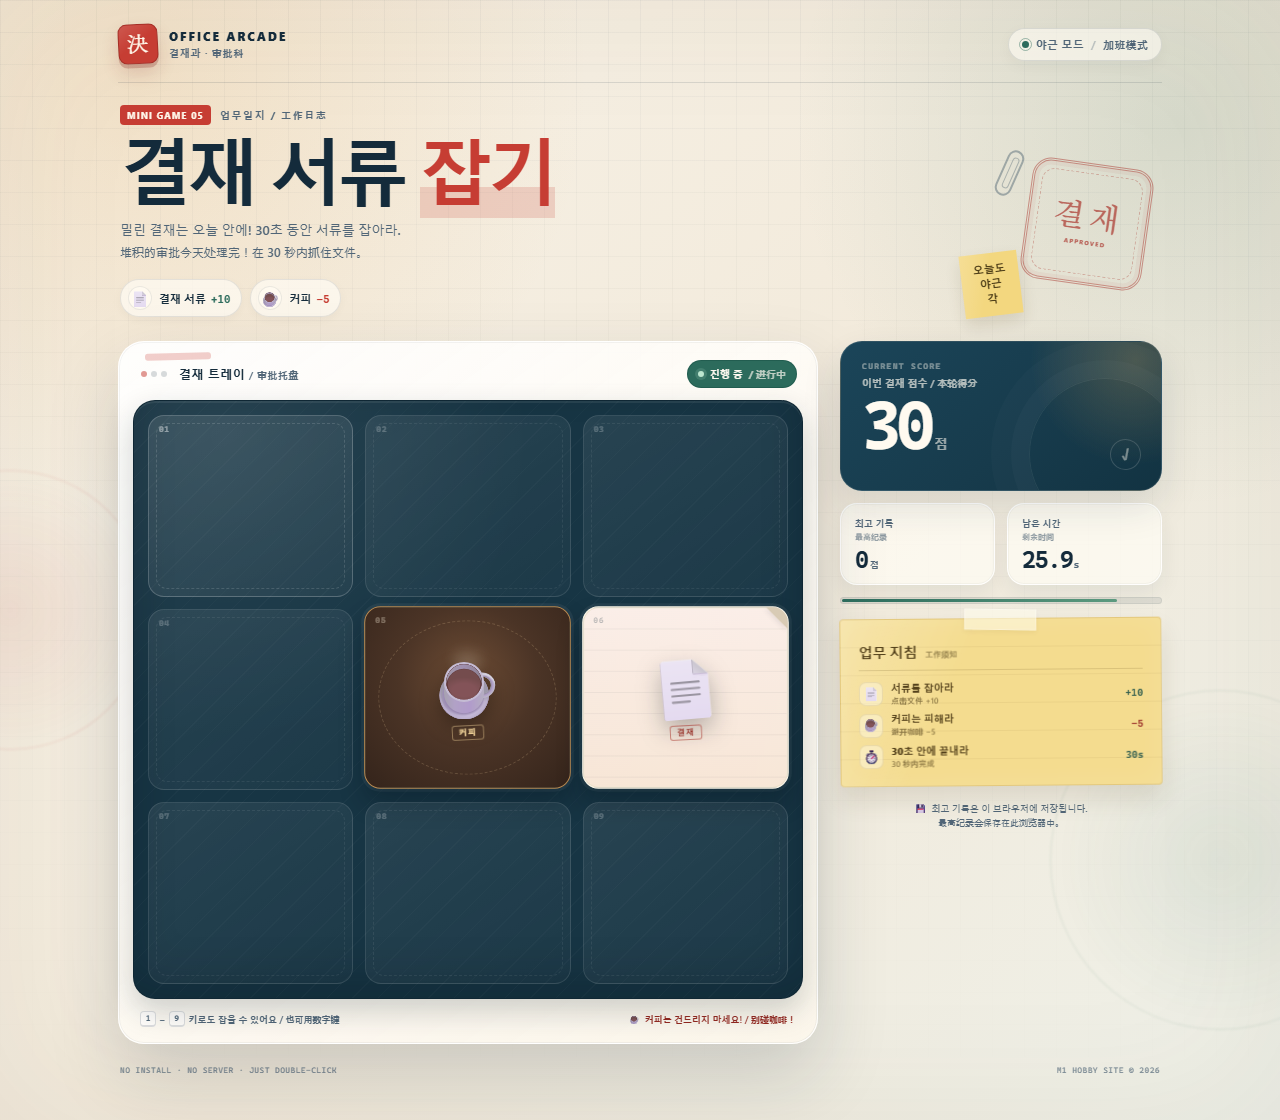 決
OFFICE ARCADE
결재과 · 审批科
야근 모드 / 加班模式
MINI GAME 05
업무일지 / 工作日志
결재 서류 잡기
밀린 결재는 오늘 안에! 30초 동안 서류를 잡아라.
堆积的审批今天处理完！在 30 秒内抓住文件。
결재 서류 +10
커피 −5
결재
APPROVED
오늘도
야근
각
결재 트레이 / 审批托盘
진행 중 / 进行中
01
02
03
04
05
커피
06
결재
07
08
09
1 – 9 키로도 잡을 수 있어요 / 也可用数字键
커피는 건드리지 마세요! / 别碰咖啡！
CURRENT SCORE
이번 결재 점수 / 本轮得分
30점
최고 기록
最高纪录
0점
남은 시간
剩余时间
25.9s
업무 지침 工作须知
서류를 잡아라
点击文件 +10
+10
커피는 피해라
避开咖啡 −5
−5
30초 안에 끝내라
30 秒内完成
30s
최고 기록은 이 브라우저에 저장됩니다.
最高记录会保存在此浏览器中。
NO INSTALL · NO SERVER · JUST DOUBLE-CLICK
M1 HOBBY SITE © 2026